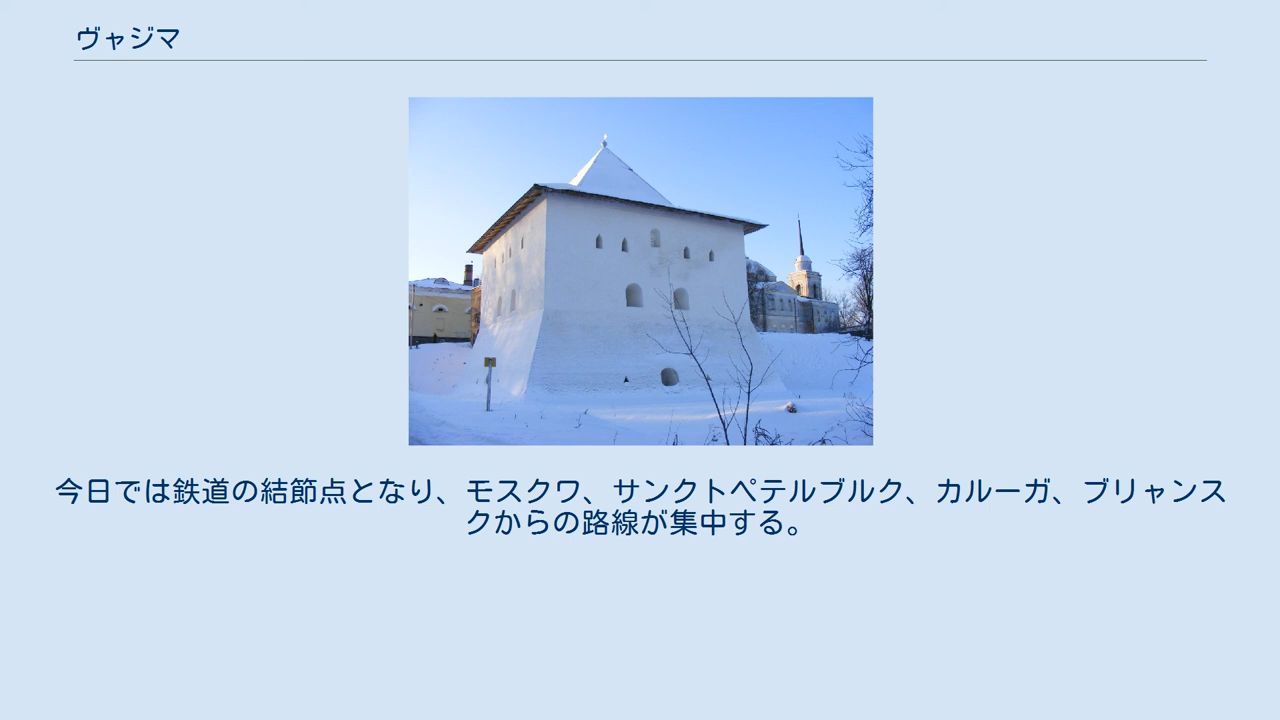 ヴャジマ
今日では鉄道の結節点となり、モスクワ、サンクトペテルブルク、カルーガ、ブリャンス
クからの路線が集中する。